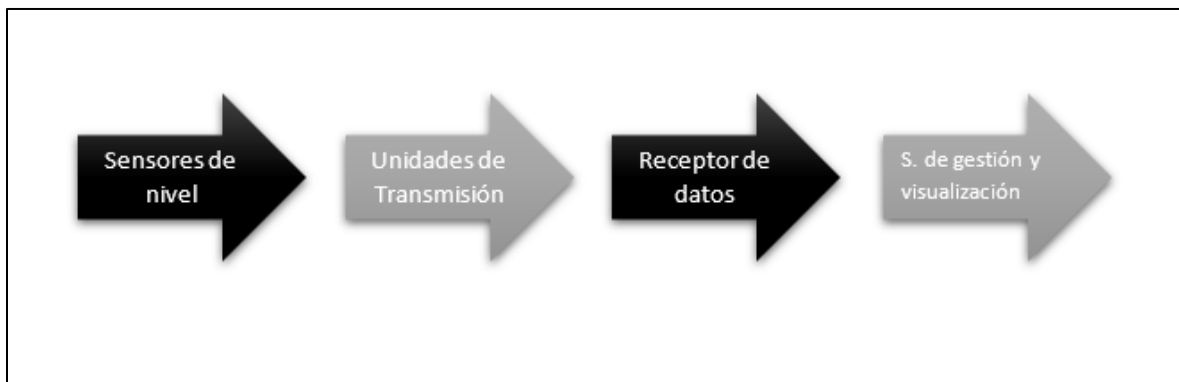 Sensores de
nivel
Unidades de
Transmisión
Receptor de
datos
S. de gestión y
visualización